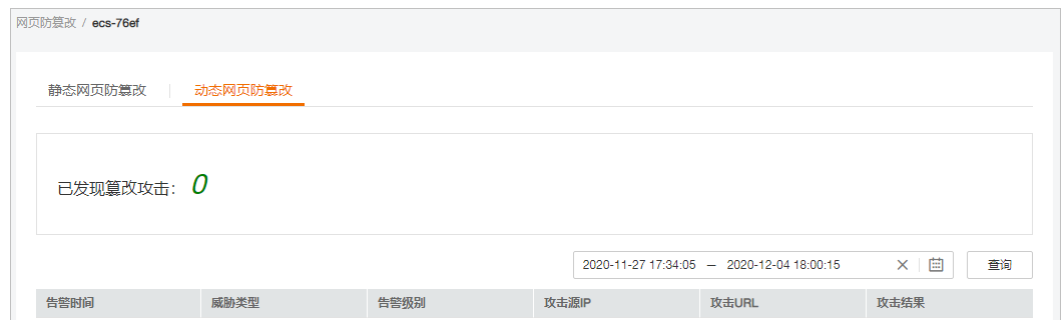 网页防篡改 / ecs-76ef
静态网页防篡改 动态网页防篡改
已发现篡改攻击: 0
2020-11-27 17:34:05 — 2020-12-04 18:00:15 查询
告警时间 威胁类型 告警级别 攻击源IP 攻击URL 攻击结果